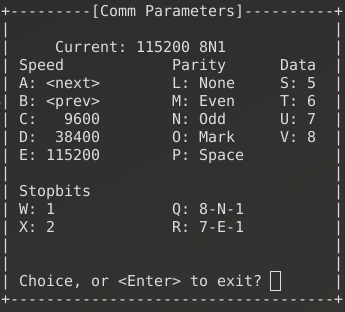 +---------[Comm Parameters]----------+
|                                    |
|     Current: 115200 8N1            |
| Speed            Parity      Data  |
| A: <next>        L: None     S: 5  |
| B: <prev>        M: Even     T: 6  |
| C:   9600        N: Odd      U: 7  |
| D:  38400        O: Mark     V: 8  |
| E: 115200        P: Space          |
|                                    |
| Stopbits                           |
| W: 1             Q: 8-N-1          |
| X: 2             R: 7-E-1          |
|                                    |
|                                    |
| Choice, or <Enter> to exit?        |
+------------------------------------+